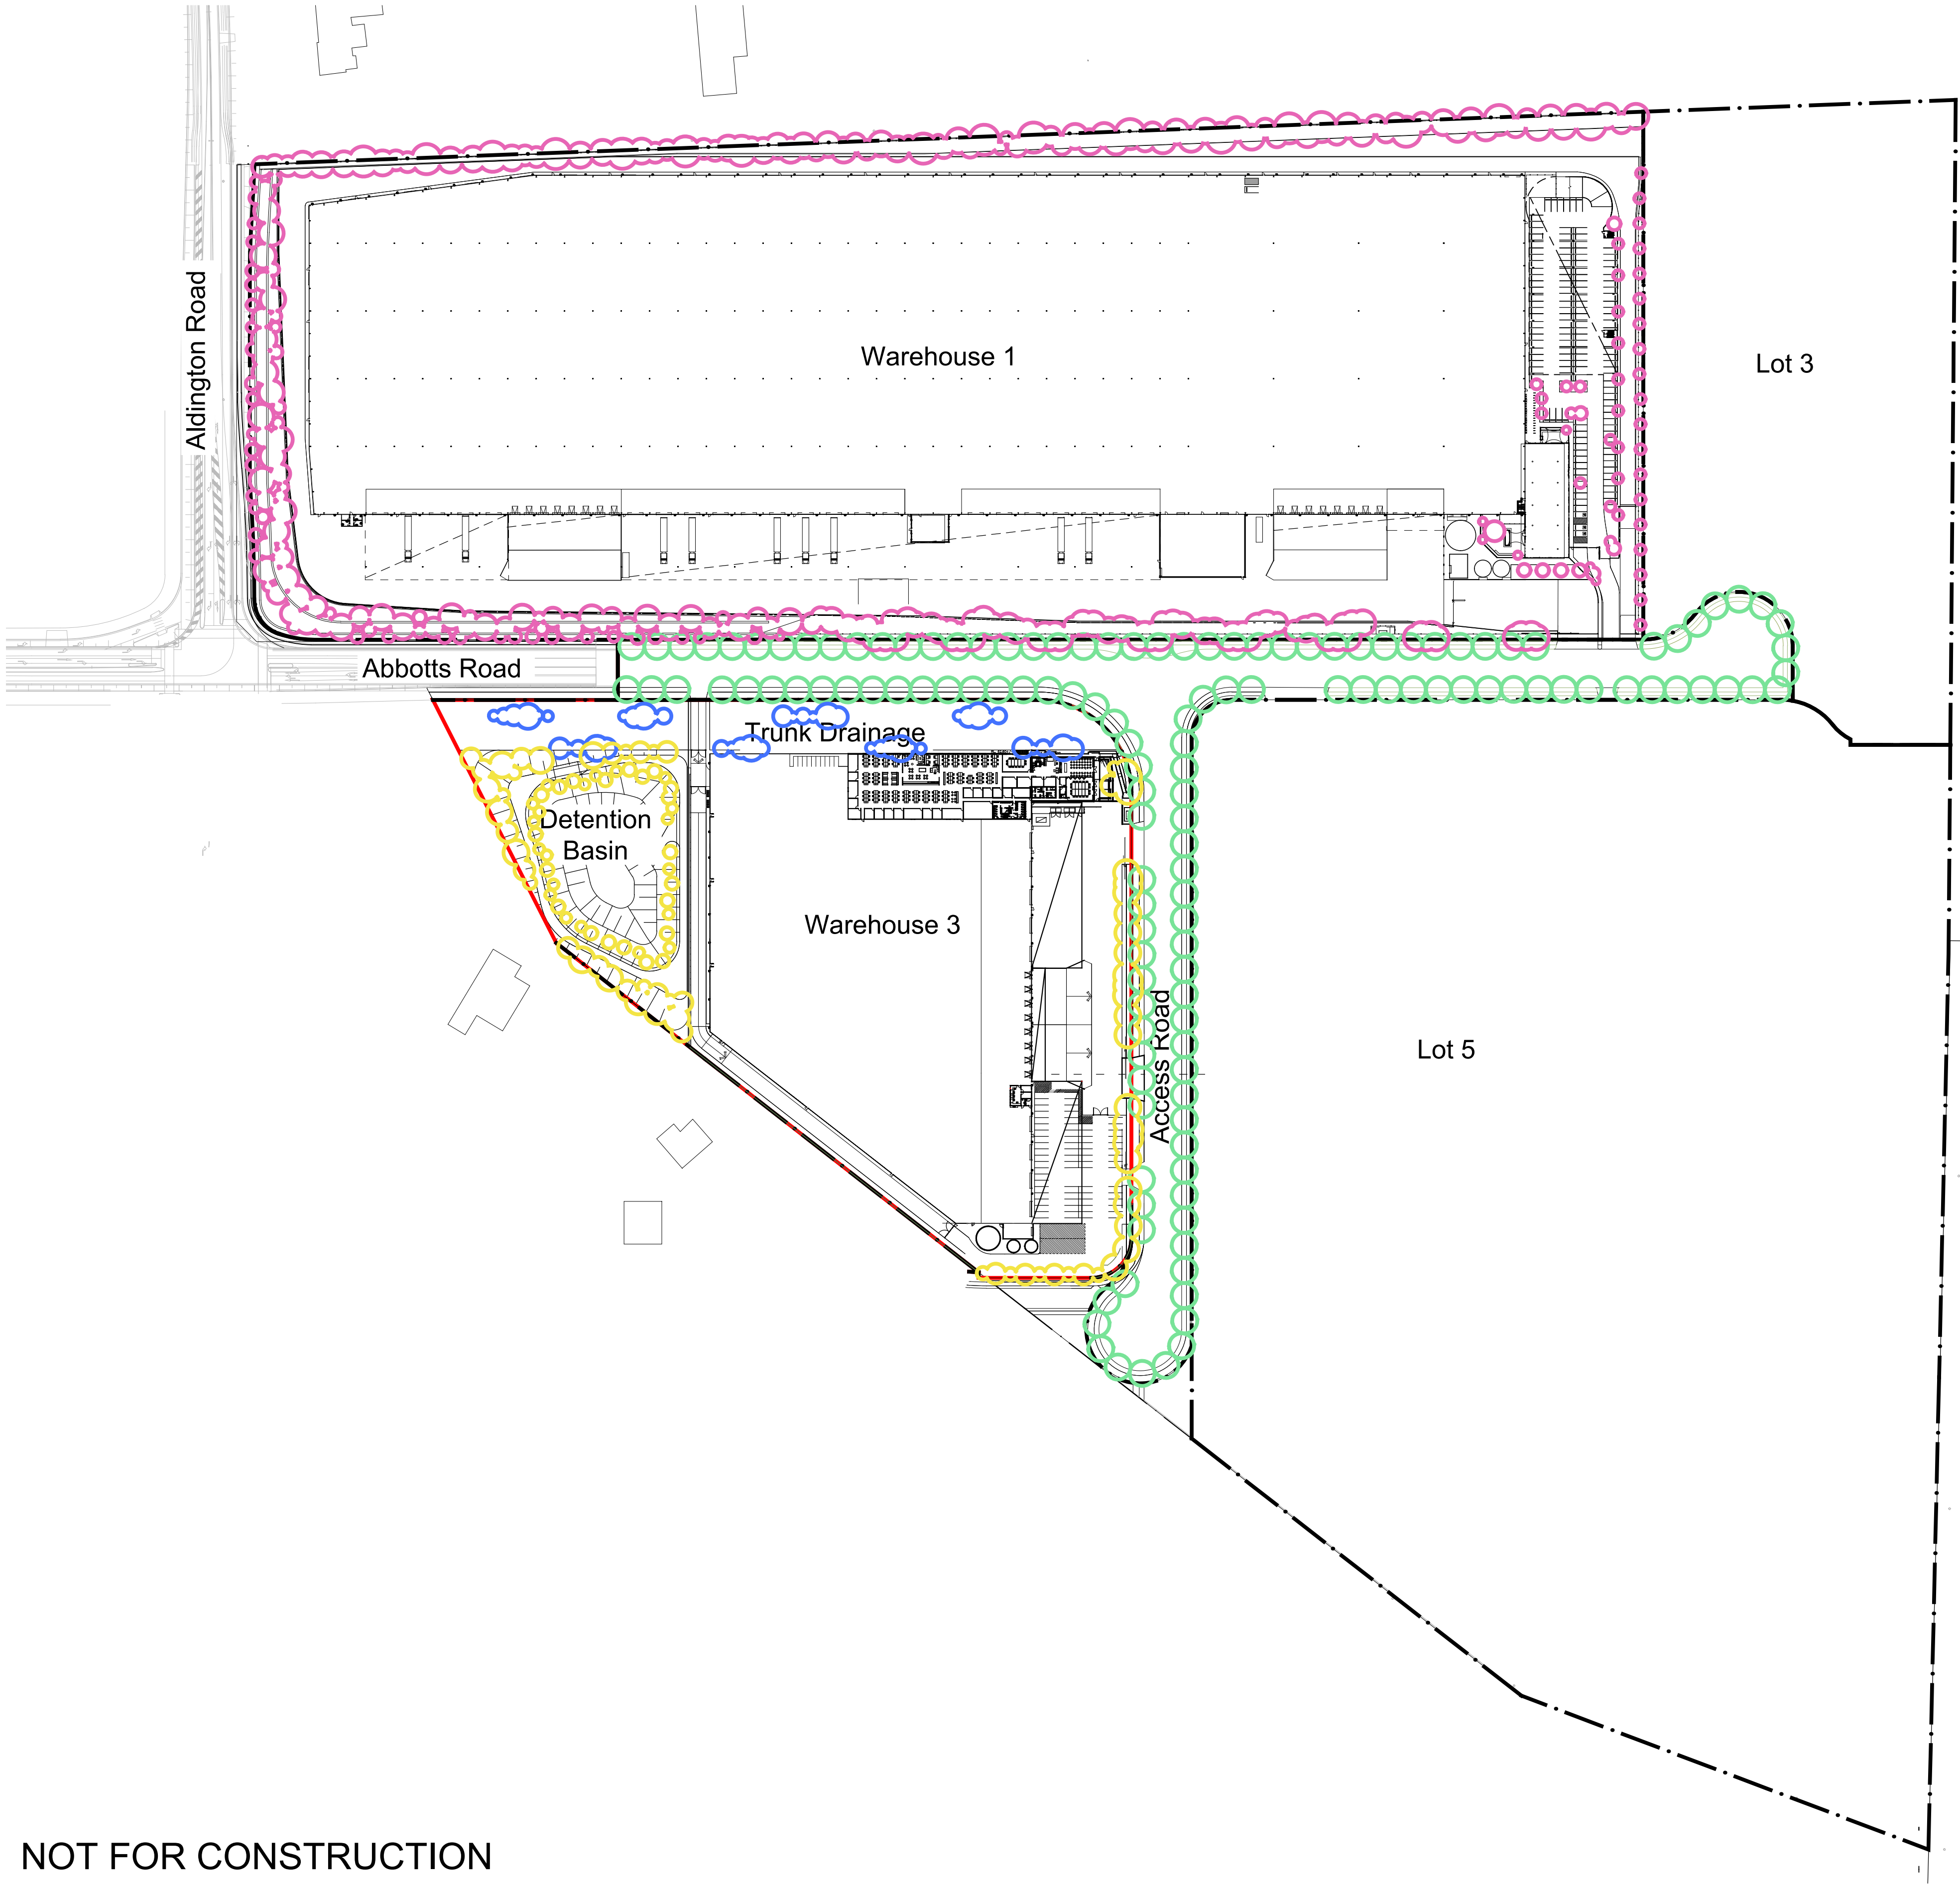 Aldington Road
Warehouse 1
Lot 3
Abbotts Road
Trunk Drainage
Detention
Basin
Warehouse 3
Access Road
Lot 5
NOT FOR CONSTRUCTION